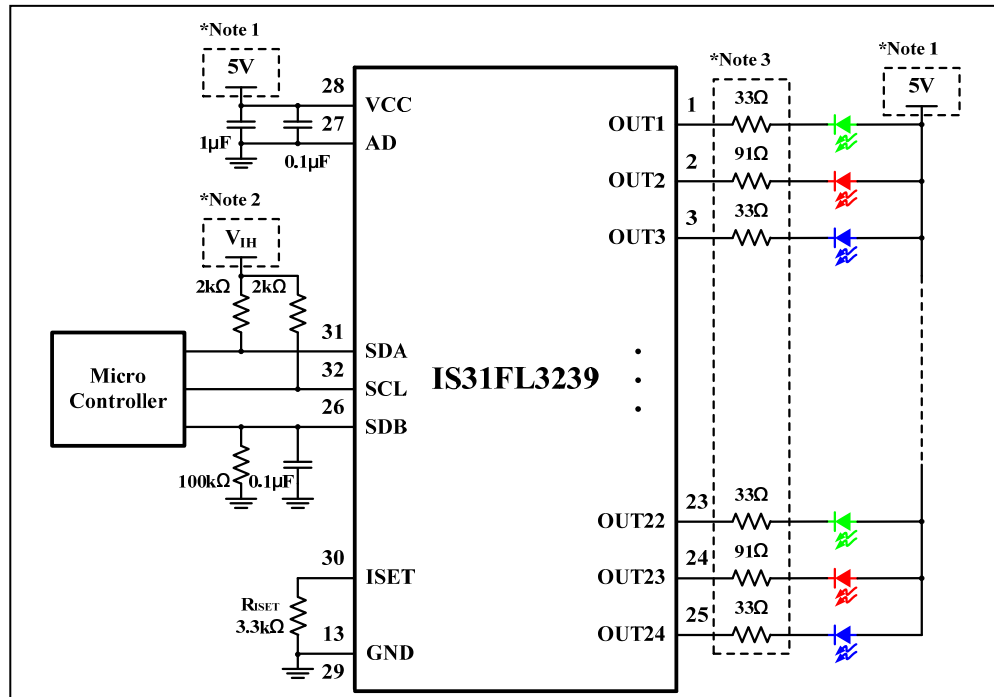 *Note 1
5V
1µF
0.1µF
28
VCC
27
AD
*Note 2
VIH
2kΩ
2kΩ
Micro
Controller
31
SDA
32
SCL
26
SDB
100kΩ
0.1µF
30
ISET
RISET
3.3kΩ
13
GND
29
IS31FL3239
*Note 3
*Note 1
5V
OUT1
1
33Ω
OUT2
2
91Ω
OUT3
3
33Ω
OUT22
23
33Ω
OUT23
24
91Ω
OUT24
25
33Ω